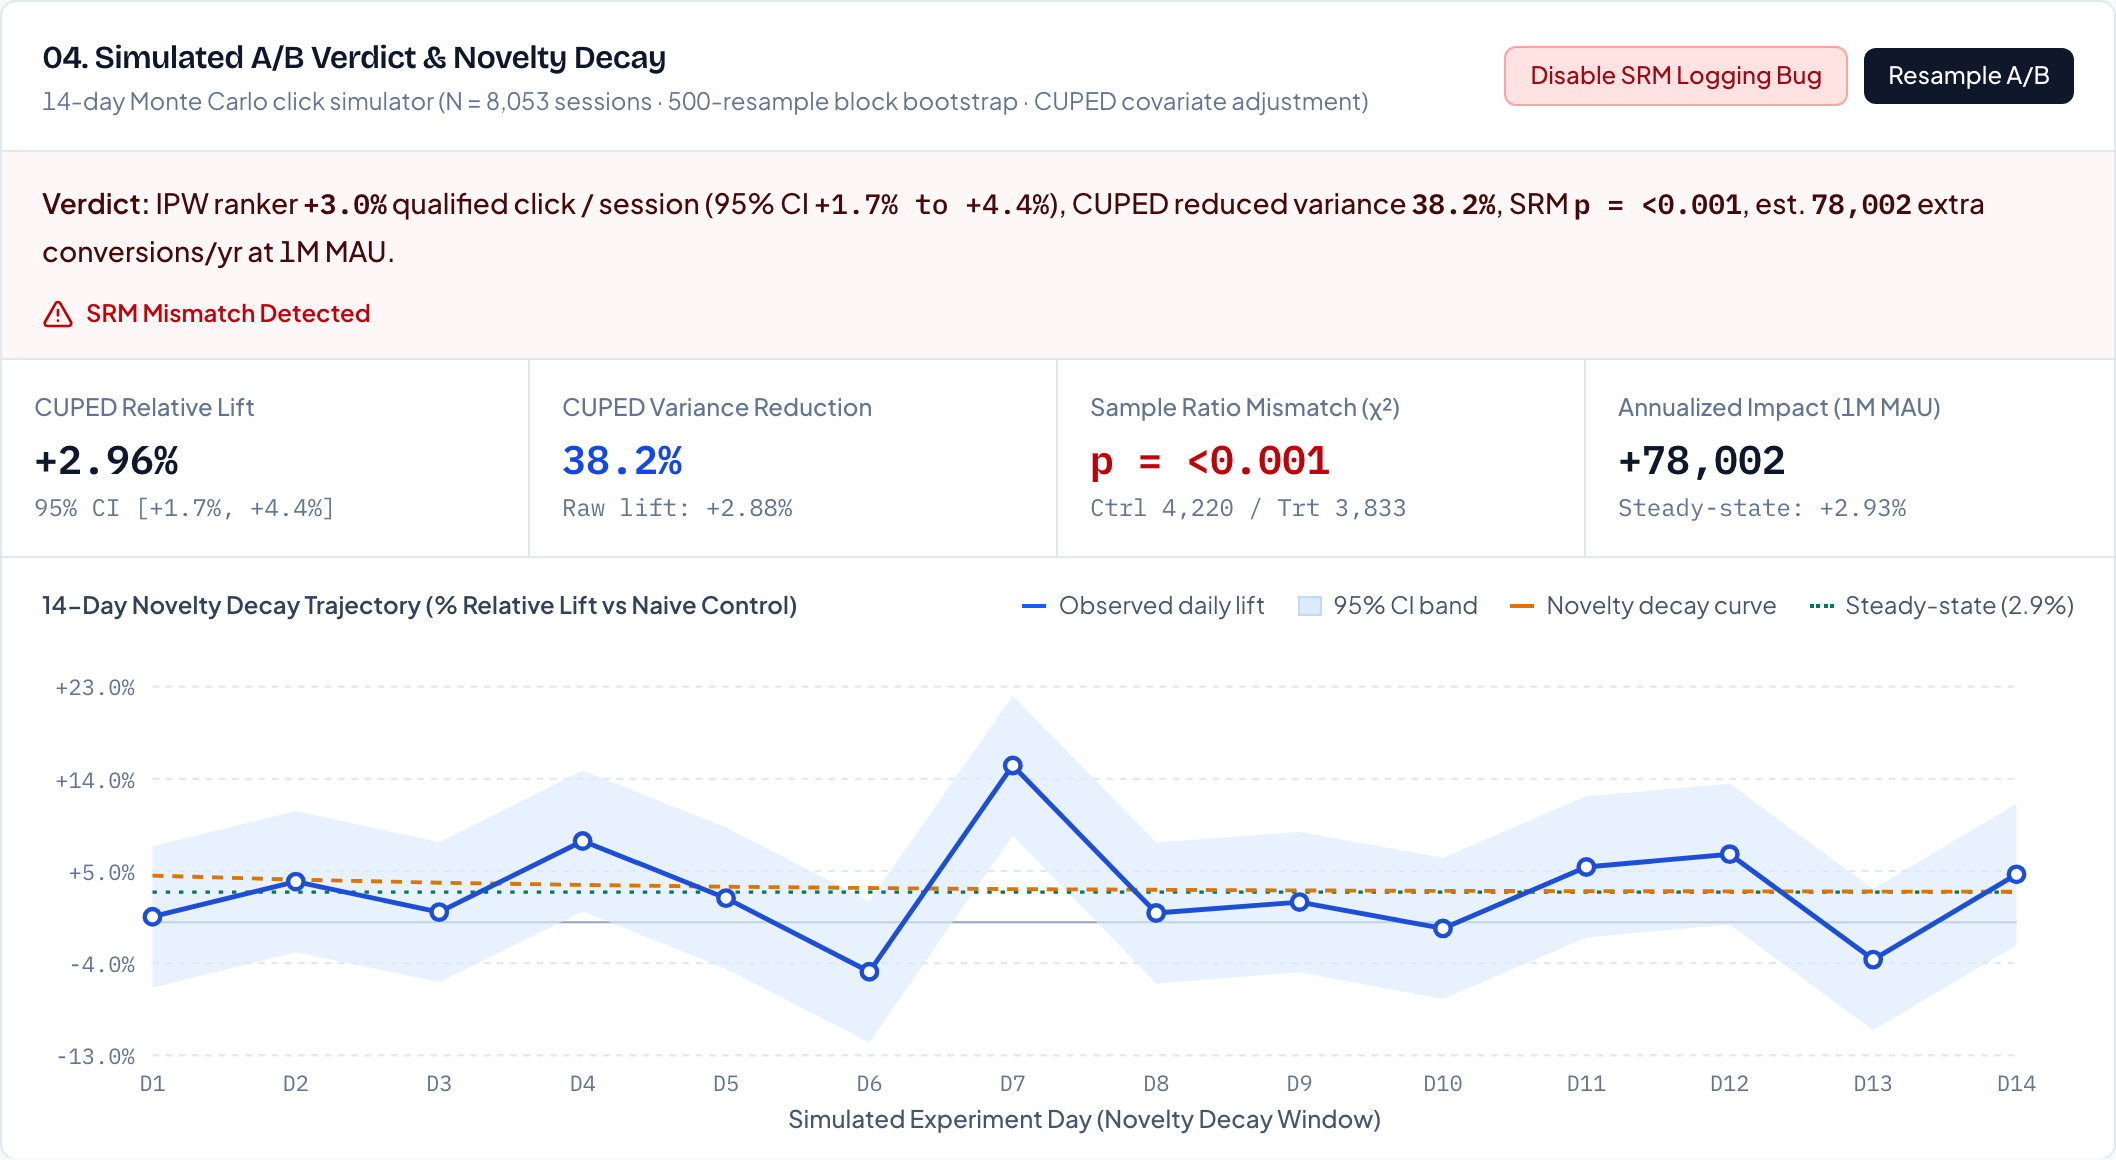 04. Simulated A/B Verdict & Novelty Decay
14-day Monte Carlo click simulator (N = 8,053 sessions · 500-resample block bootstrap · CUPED covariate adjustment)
Disable SRM Logging Bug
Resample A/B
Verdict: IPW ranker +3.0% qualified click / session (95% CI +1.7% to +4.4%), CUPED reduced variance 38.2%, SRM p = <0.001, est. 78,002 extra
conversions/yr at 1M MAU.
SRM Mismatch Detected
CUPED Relative Lift
+2.96%
95% CI [+1.7%, +4.4%]
CUPED Variance Reduction
38.2%
Raw lift: +2.88%
Sample Ratio Mismatch (χ²)
p = <0.001
Ctrl 4,220 / Trt 3,833
Annualized Impact (1M MAU)
+78,002
Steady-state: +2.93%
14-Day Novelty Decay Trajectory (% Relative Lift vs Naive Control)
Observed daily lift
95% CI band
Novelty decay curve
Steady-state (2.9%)
+23.0%
+14.0%
+5.0%
-4.0%
-13.0%
D1 D2 D3 D4 D5 D6 D7 D8 D9 D10 D11 D12 D13 D14
Simulated Experiment Day (Novelty Decay Window)